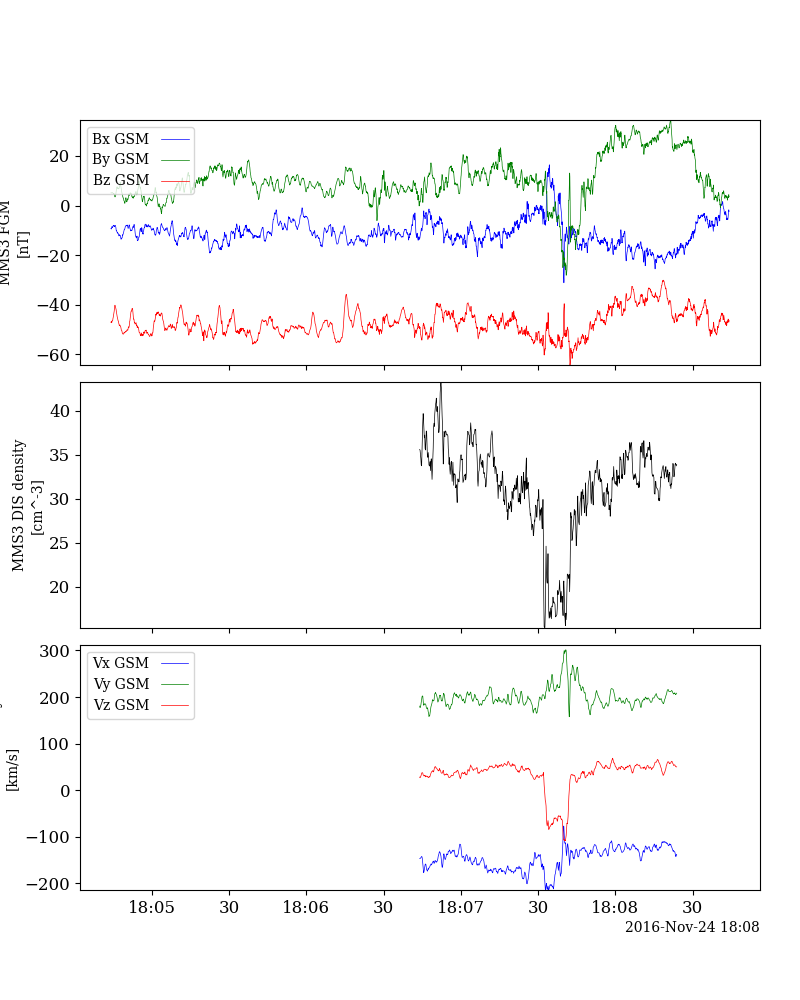 Bx GSM
By GSM
Bz GSM
20
0
−20
−40
−60
MMS3 FGM
[nT]
40
35
30
25
20
MMS3 DIS density
[cm^-3]
Vx GSM
Vy GSM
Vz GSM
300
200
100
0
−100
−200
[km/s]
18:05 30 18:06 30 18:07 30 18:08 30
2016-Nov-24 18:08